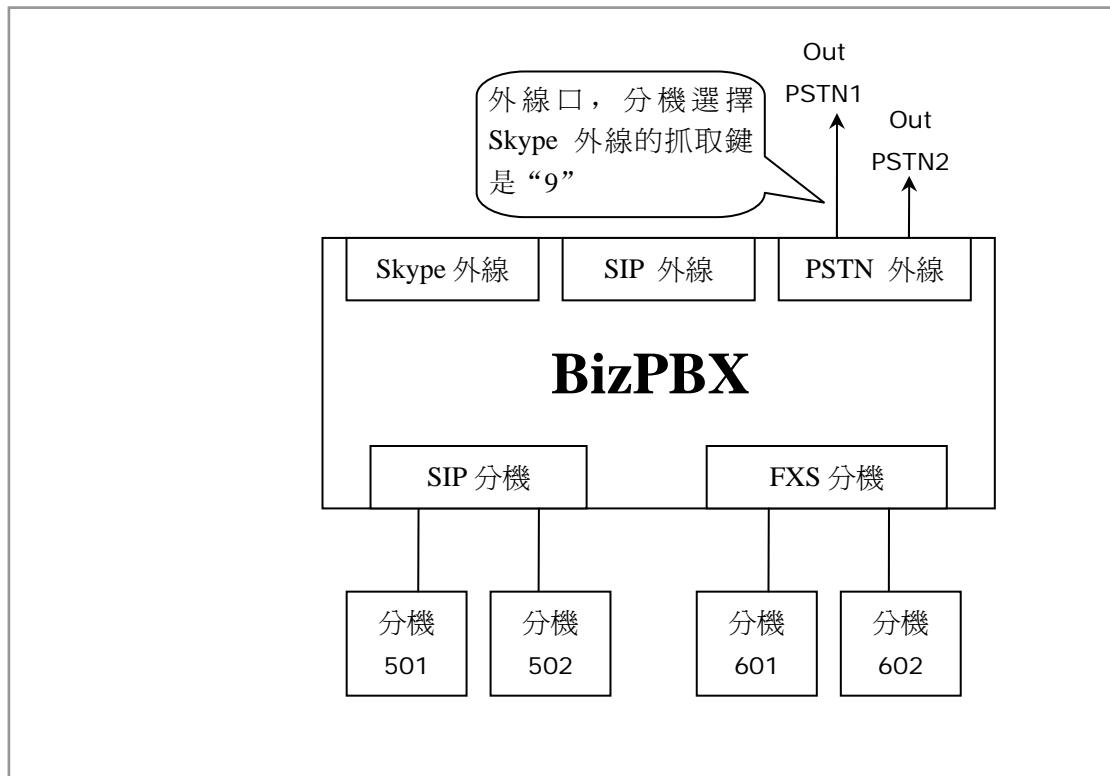 Out
PSTN1
Out
PSTN2
外線口，分機選擇
Skype 外線的抓取鍵
是“9”
Skype 外線
SIP 外線
PSTN 外線
BizPBX
SIP 分機
FXS 分機
分機
501
分機
502
分機
601
分機
602